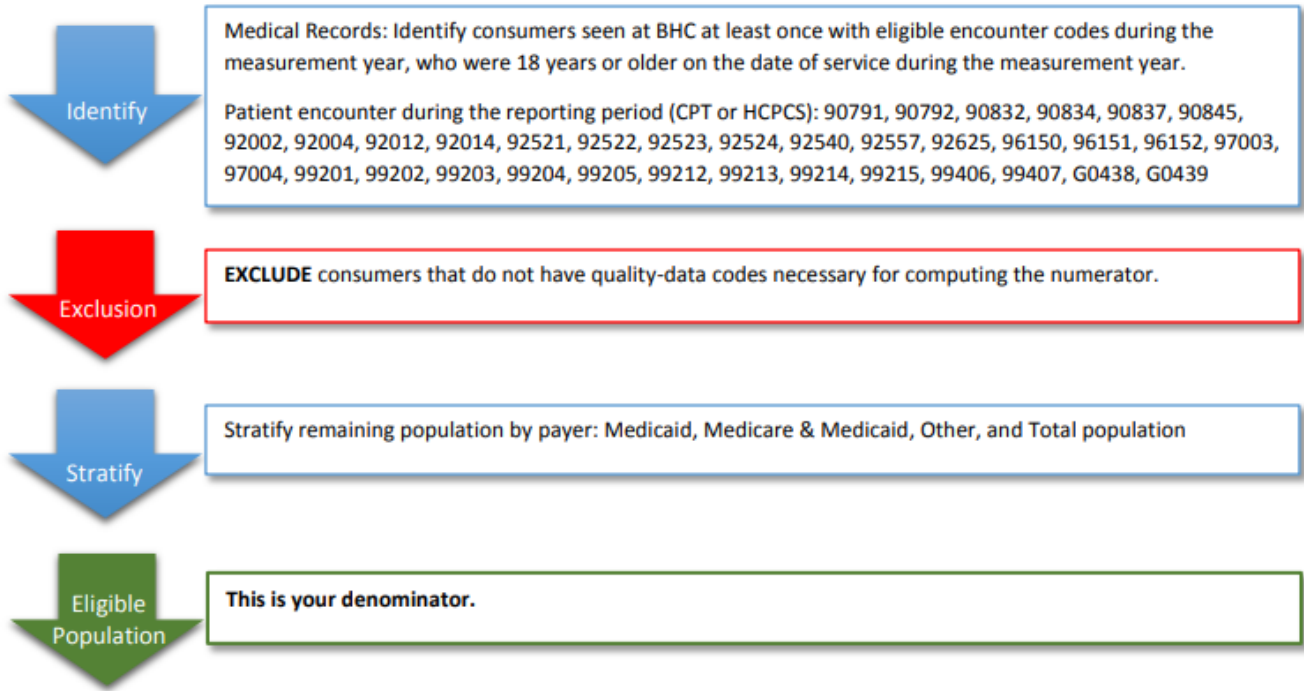 Identify
Medical Records: Identify consumers seen at BHC at least once with eligible encounter codes during the
measurement year, who were 18 years or older on the date of service during the measurement year.
Patient encounter during the reporting period (CPT or HCPCS): 90791, 90792, 90832, 90834, 90837, 90845,
92002, 92004, 92012, 92014, 92521, 92522, 92523, 92524, 92540, 92557, 92625, 96150, 96151, 96152, 97003,
97004, 99201, 99202, 99203, 99204, 99205, 99212, 99213, 99214, 99215, 99406, 99407, G0438, G0439
Exclusion
EXCLUDE consumers that do not have quality-data codes necessary for computing the numerator.
Stratify
Stratify remaining population by payer: Medicaid, Medicare & Medicaid, Other, and Total population
Eligible
Population
This is your denominator.